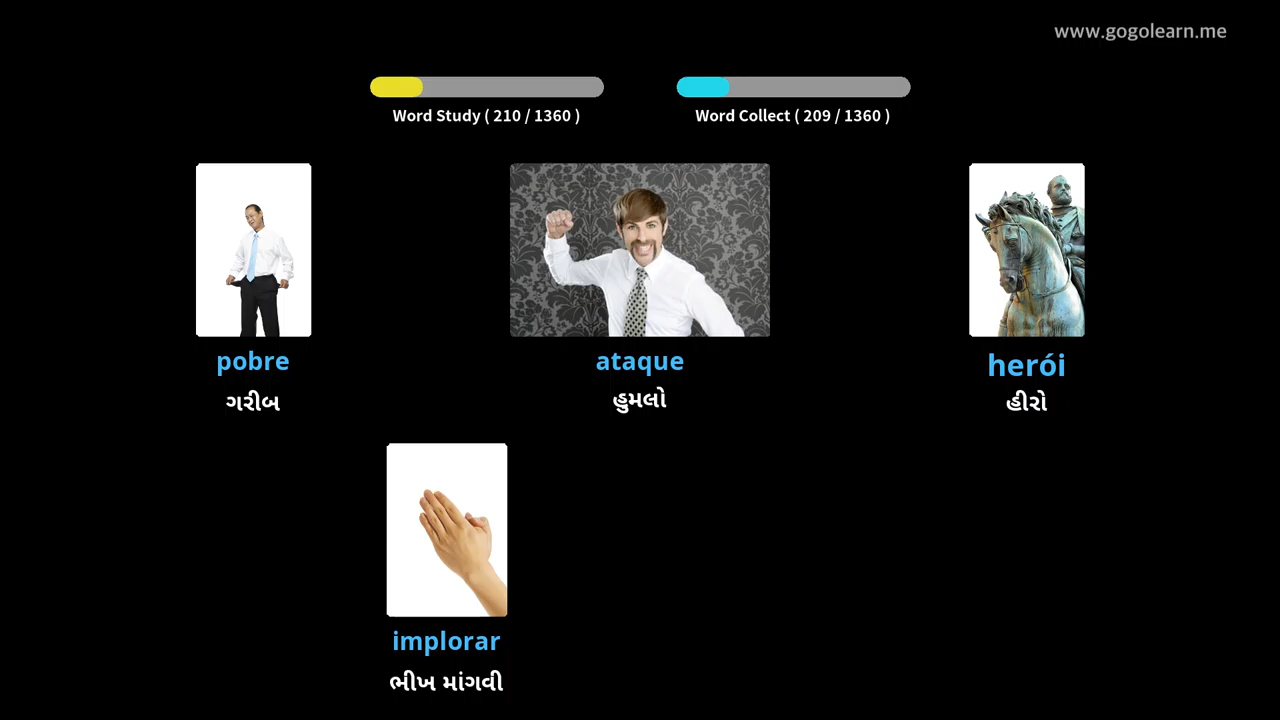 www.gogolearn.me
Word Study ( 210 / 1360 )
Word Collect ( 209 / 1360 )
pobre
ગરીબ
ataque
હુમલો
herói
હીરો
implorar
ભીખ માંગવી